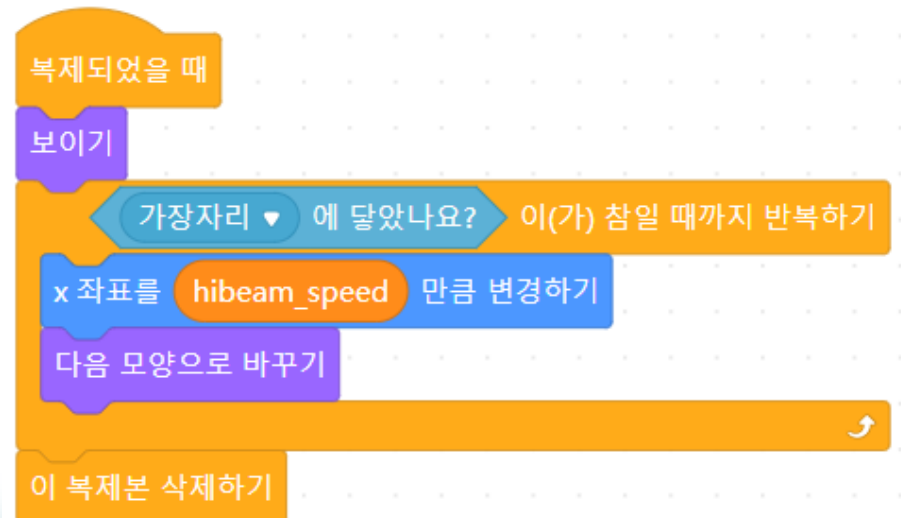 복제되었을 때
보이기
가장자리 에 닿았나요? 이(가) 참일 때까지 반복하기
x 좌표를 hibeam_speed 만큼 변경하기
다음 모양으로 바꾸기
이 복제본 삭제하기